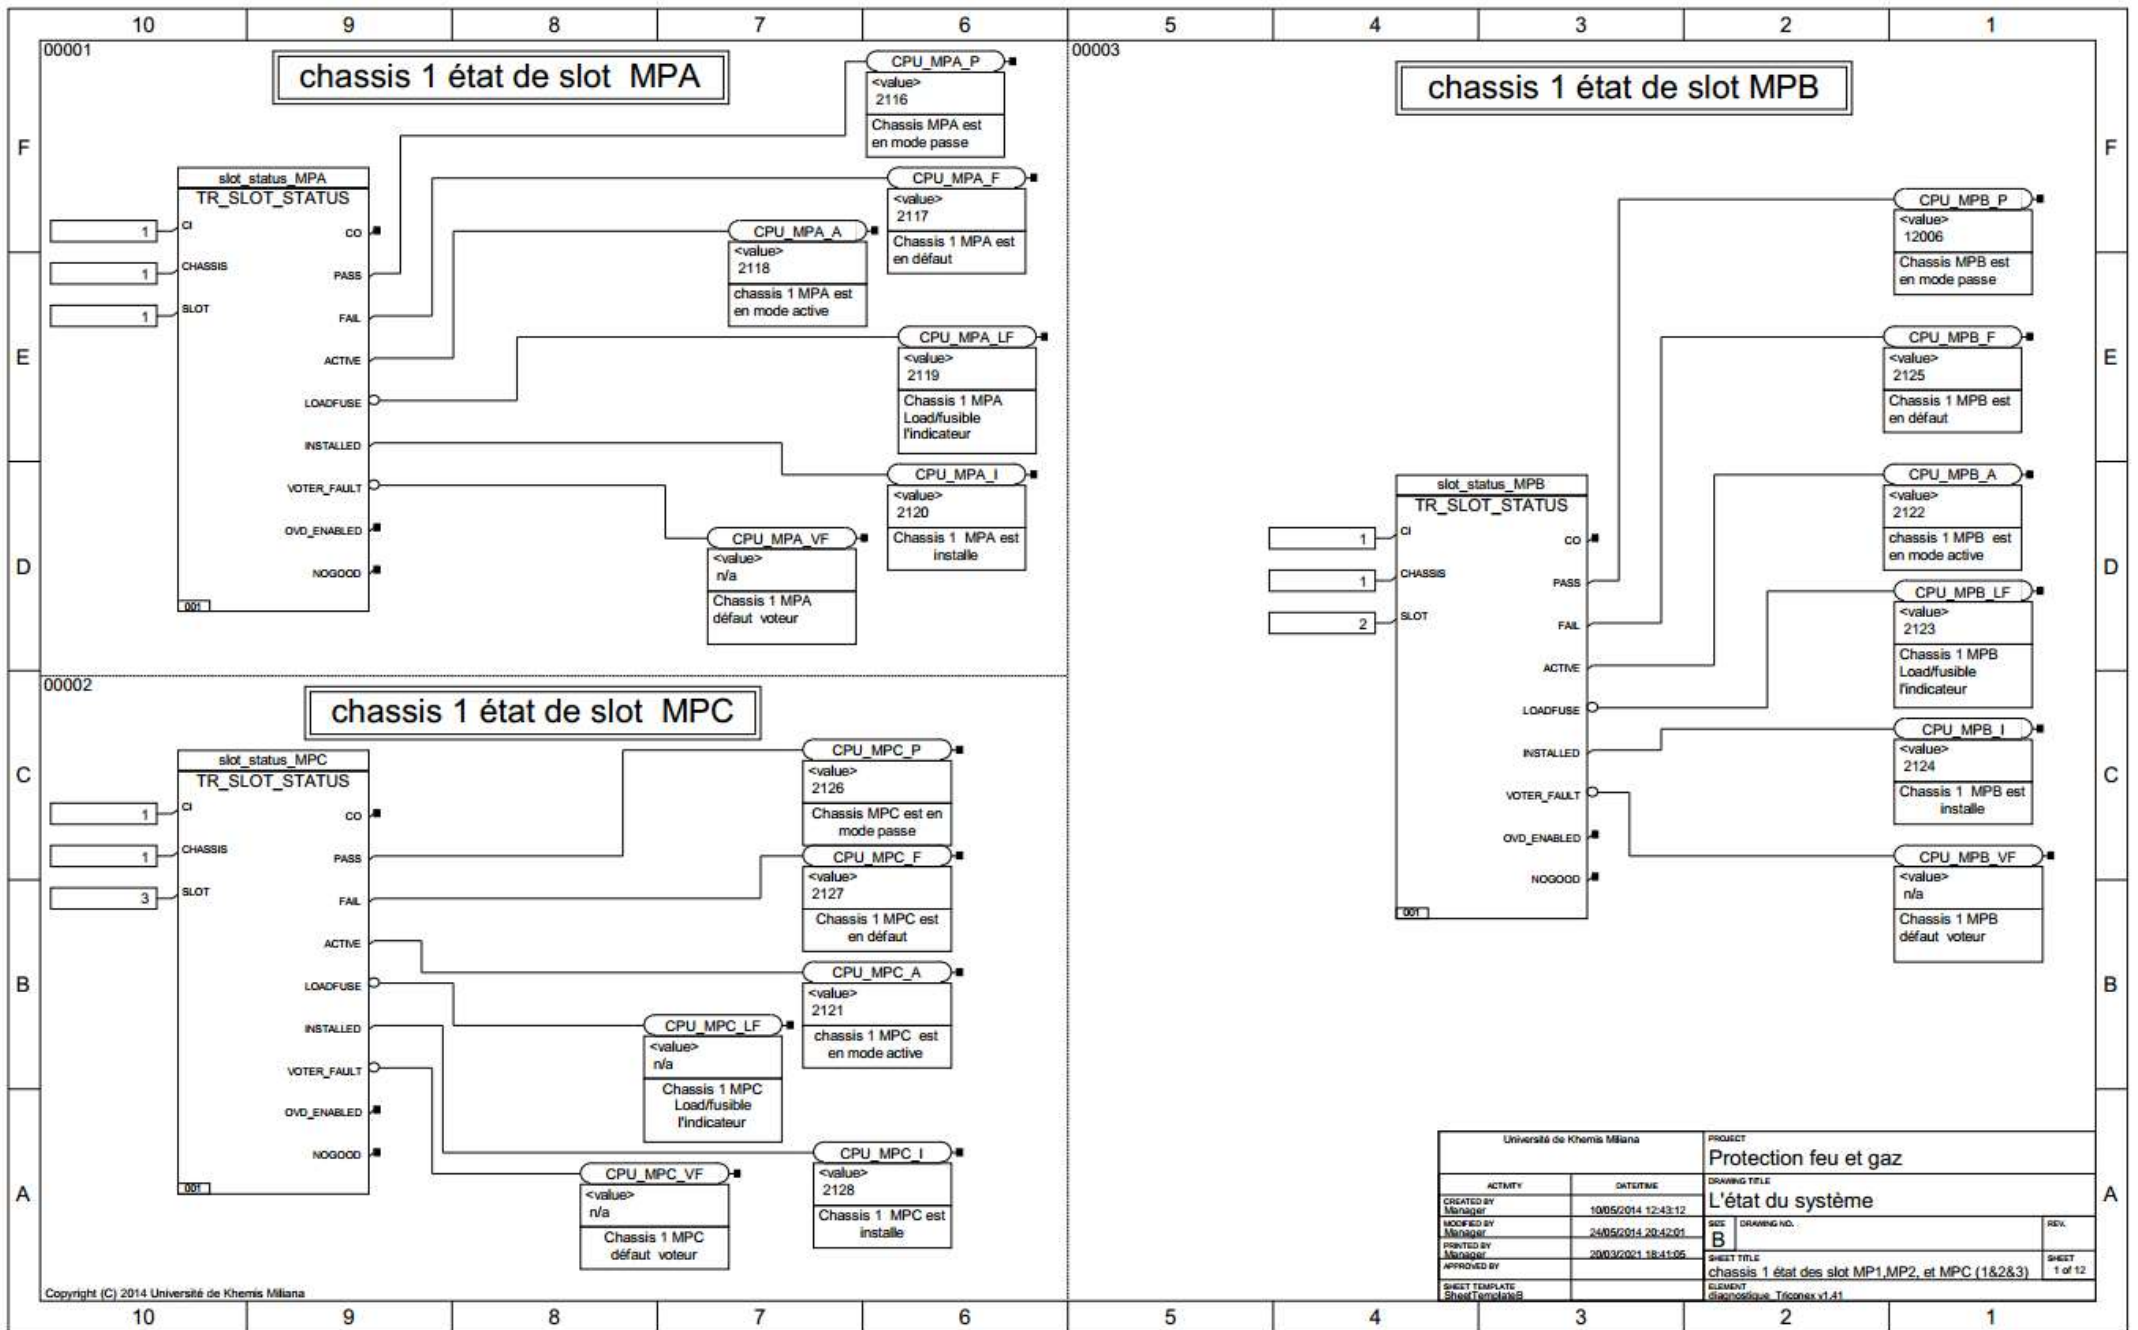 10 9 8 7 6 5 4 3 2 1
00001
chassis 1 état de slot MPA
F
E
D
slot_status_MPA
TR_SLOT_STATUS
1 CI
1 CHASSIS
1 SLOT
CO
PASS
FAIL
ACTIVE
LOADFUSE
INSTALLED
VOTER_FAULT
OVD_ENABLED
NOGOOD
001
CPU_MPA_P
<value>
2116
Chassis MPA est
en mode passe
CPU_MPA_F
<value>
2117
Chassis 1 MPA est
en défaut
CPU_MPA_A
<value>
2118
chassis 1 MPA est
en mode active
CPU_MPA_LF
<value>
2119
Chassis 1 MPA
Load/fusible
l'indicateur
CPU_MPA_I
<value>
2120
Chassis 1 MPA est
installe
CPU_MPA_VF
<value>
n/a
Chassis 1 MPA
défaut voteur
00002
chassis 1 état de slot MPC
C
B
A
slot_status_MPC
TR_SLOT_STATUS
1 CI
1 CHASSIS
3 SLOT
CO
PASS
FAIL
ACTIVE
LOADFUSE
INSTALLED
VOTER_FAULT
OVD_ENABLED
NOGOOD
001
CPU_MPC_P
<value>
2126
Chassis MPC est en
mode passe
CPU_MPC_F
<value>
2127
Chassis 1 MPC est
en défaut
CPU_MPC_A
<value>
2121
chassis 1 MPC est
en mode active
CPU_MPC_LF
<value>
n/a
Chassis 1 MPC
Load/fusible
l'indicateur
CPU_MPC_I
<value>
2128
Chassis 1 MPC est
installe
CPU_MPC_VF
<value>
n/a
Chassis 1 MPC
défaut voteur
Copyright (C) 2014 Université de Khemis Miliana
00003
chassis 1 état de slot MPB
slot_status_MPB
TR_SLOT_STATUS
1 CI
1 CHASSIS
2 SLOT
CO
PASS
FAIL
ACTIVE
LOADFUSE
INSTALLED
VOTER_FAULT
OVD_ENABLED
NOGOOD
001
CPU_MPB_P
<value>
12006
Chassis MPB est
en mode passe
CPU_MPB_F
<value>
2125
Chassis 1 MPB est
en défaut
CPU_MPB_A
<value>
2122
chassis 1 MPB est
en mode active
CPU_MPB_LF
<value>
2123
Chassis 1 MPB
Load/fusible
l'indicateur
CPU_MPB_I
<value>
2124
Chassis 1 MPB est
installe
CPU_MPB_VF
<value>
n/a
Chassis 1 MPB
défaut voteur
F
E
D
C
B
A
Université de Khemis Miliana
ACTIVITY DATE/TIME
CREATED BY
Manager 10/05/2014 12:43:12
MODIFIED BY
Manager 24/05/2014 20:42:01
PRINTED BY
Manager 20/03/2021 18:41:05
APPROVED BY
SHEET TEMPLATE
SheetTemplateB
PROJECT
Protection feu et gaz
DRAWING TITLE
L'état du système
SIZE DRAWING NO. REV.
B
SHEET TITLE SHEET
chassis 1 état des slot MP1,MP2, et MPC (1&2&3) 1 of 12
ELEMENT
diagnostique_Triconex v1.41
10 9 8 7 6 5 4 3 2 1